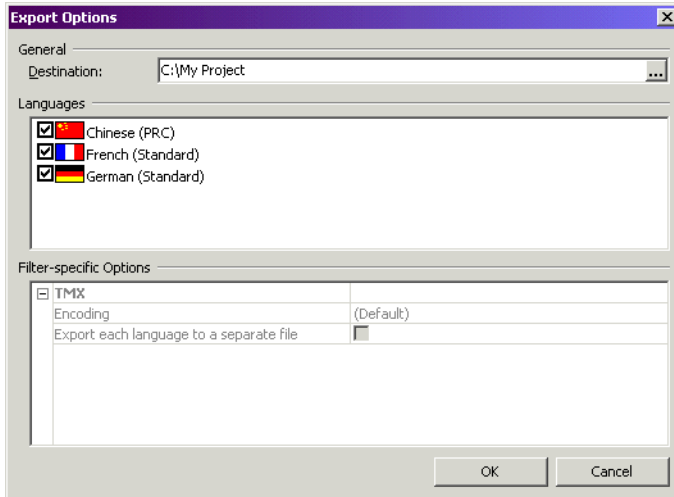 Export Options
General
Destination: C:\My Project ...
Languages
Chinese (PRC)
French (Standard)
German (Standard)
Filter-specific Options
TMX
Encoding (Default)
Export each language to a separate file
OK Cancel